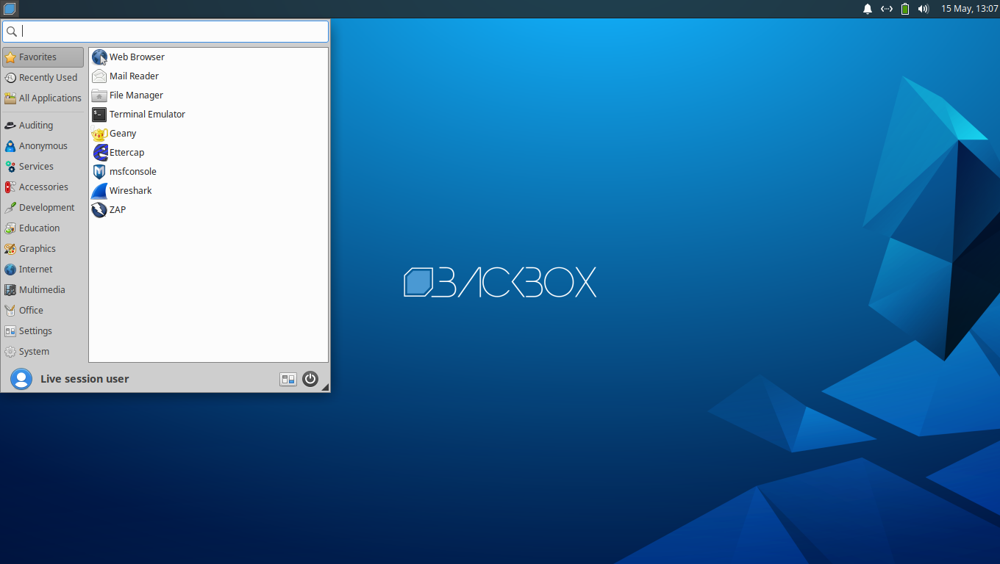 15 May, 13:07
Favorites
Recently Used
All Applications
Auditing
Anonymous
Services
Accessories
Development
Education
Graphics
Internet
Multimedia
Office
Settings
System
Web Browser
Mail Reader
File Manager
Terminal Emulator
Geany
Ettercap
msfconsole
Wireshark
ZAP
Live session user
BACKBOX